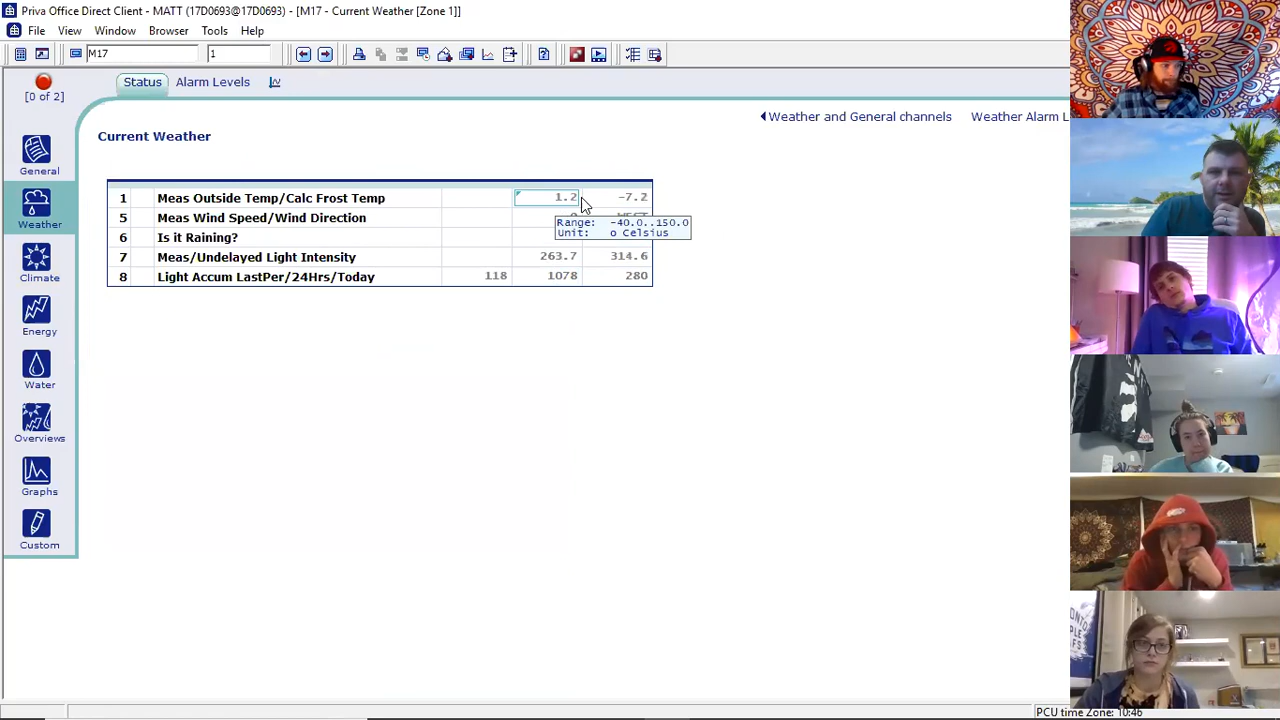 Priva Office Direct Client - MATT (17D0693@17D0693) - [M17 - Current Weather [Zone 1]]
File View Window Browser Tools Help
M17 1
[0 of 2]
Status Alarm Levels
Weather and General channels Weather Alarm L
Current Weather
1 Meas Outside Temp/Calc Frost Temp 1.2 -7.2
5 Meas Wind Speed/Wind Direction
Range: -40.0..150.0
Unit: o Celsius
6 Is it Raining?
7 Meas/Undelayed Light Intensity 263.7 314.6
8 Light Accum LastPer/24Hrs/Today 118 1078 280
General
Weather
Climate
Energy
Water
Overviews
Graphs
Custom
PCU time Zone: 10:46